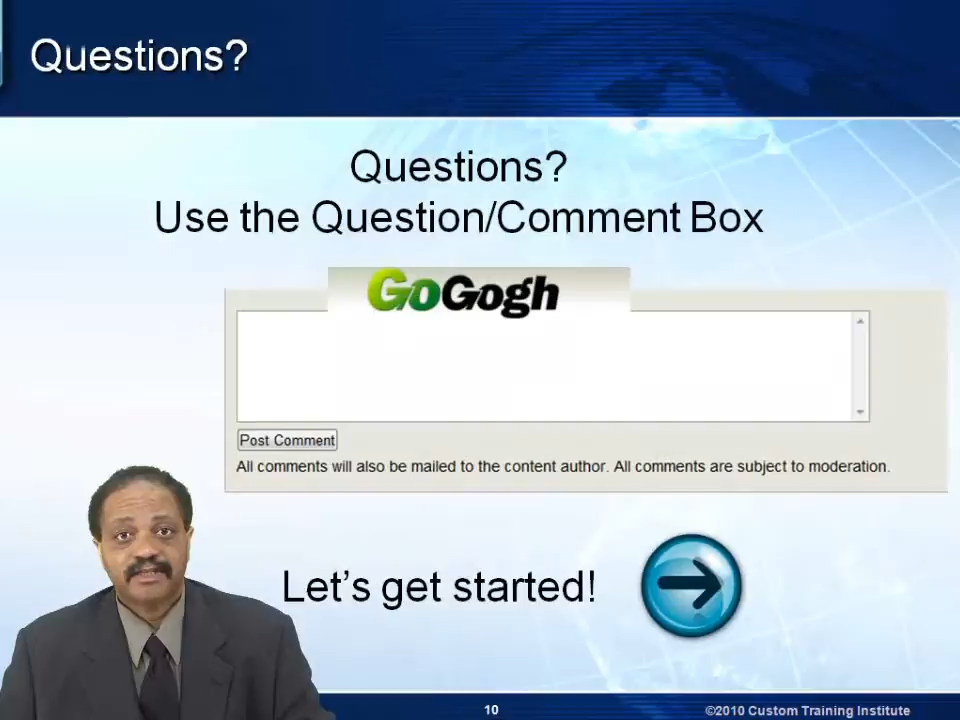 Questions?
Questions?
Use the Question/Comment Box
GoGogh
Post Comment
All comments will also be mailed to the content author. All comments are subject to moderation.
Let's get started!
10
©2010 Custom Training Institute